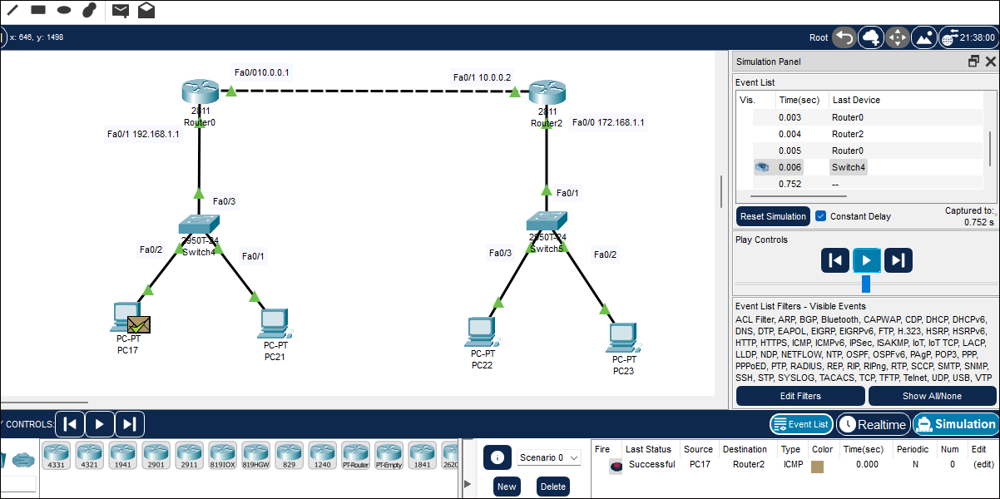 x: 646, y: 1498
Root
21:38:00
Fa0/010.0.0.1
Fa0/1 10.0.0.2
2811
Router0
2811
Router2
Fa0/1 192.168.1.1
Fa0/0 172.168.1.1
Fa0/3
Fa0/1
2950T-24
Switch4
2950T-24
Switch5
Fa0/2
Fa0/1
Fa0/3
Fa0/2
PC-PT
PC17
PC-PT
PC21
PC-PT
PC22
PC-PT
PC23
Simulation Panel
Event List
Vis. Time(sec) Last Device
0.003 Router0
0.004 Router2
0.005 Router0
0.006 Switch4
0.752 --
Reset Simulation
Constant Delay
Captured to:
0.752 s
Play Controls
Event List Filters - Visible Events
ACL Filter, ARP, BGP, Bluetooth, CAPWAP, CDP, DHCP, DHCPv6,
DNS, DTP, EAPOL, EIGRP, EIGRPv6, FTP, H.323, HSRP, HSRPv6,
HTTP, HTTPS, ICMP, ICMPv6, IPSec, ISAKMP, IoT, IoT TCP, LACP,
LLDP, NDP, NETFLOW, NTP, OSPF, OSPFv6, PAgP, POP3, PPP,
PPPoED, PTP, RADIUS, REP, RIP, RIPng, RTP, SCCP, SMTP, SNMP,
SSH, STP, SYSLOG, TACACS, TCP, TFTP, Telnet, UDP, USB, VTP
Edit Filters
Show All/None
CONTROLS:
Event List
Realtime
Simulation
4331 4321 1941 2901 2911 819IOX 819HGW 829 1240 PT-Router PT-Empty 1841 2620
Scenario 0
New
Delete
Fire Last Status Source Destination Type Color Time(sec) Periodic Num Edit
Successful PC17 Router2 ICMP 0.000 N 0 (edit)